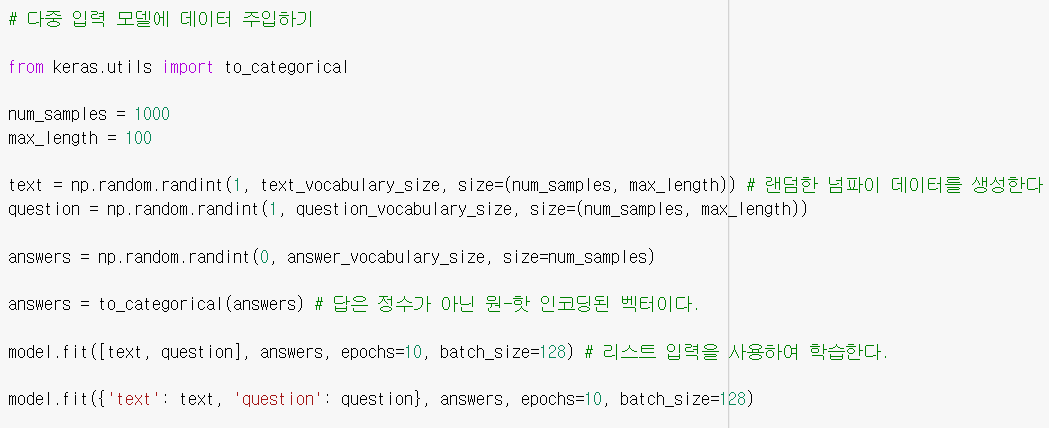 # 다중 입력 모델에 데이터 주입하기
from keras.utils import to_categorical
num_samples = 1000
max_length = 100
text = np.random.randint(1, text_vocabulary_size, size=(num_samples, max_length)) # 랜덤한 넘파이 데이터를 생성한다
question = np.random.randint(1, question_vocabulary_size, size=(num_samples, max_length))
answers = np.random.randint(0, answer_vocabulary_size, size=num_samples)
answers = to_categorical(answers) # 답은 정수가 아닌 원-핫 인코딩된 벡터이다.
model.fit([text, question], answers, epochs=10, batch_size=128) # 리스트 입력을 사용하여 학습한다.
model.fit({'text': text, 'question': question}, answers, epochs=10, batch_size=128)